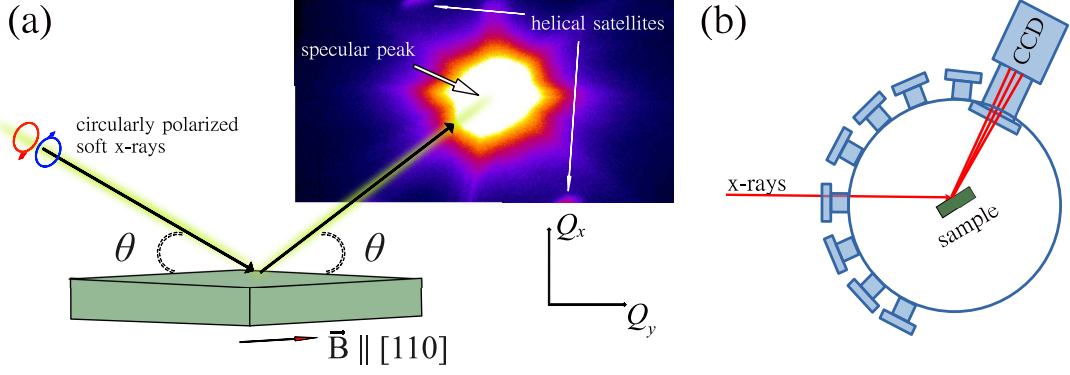 (a)
helical satellites
specular peak
circularly polarized
soft x-rays
θ
θ
Qx
Qy
B⃗ || [110]
(b)
CCD
x-rays
sample